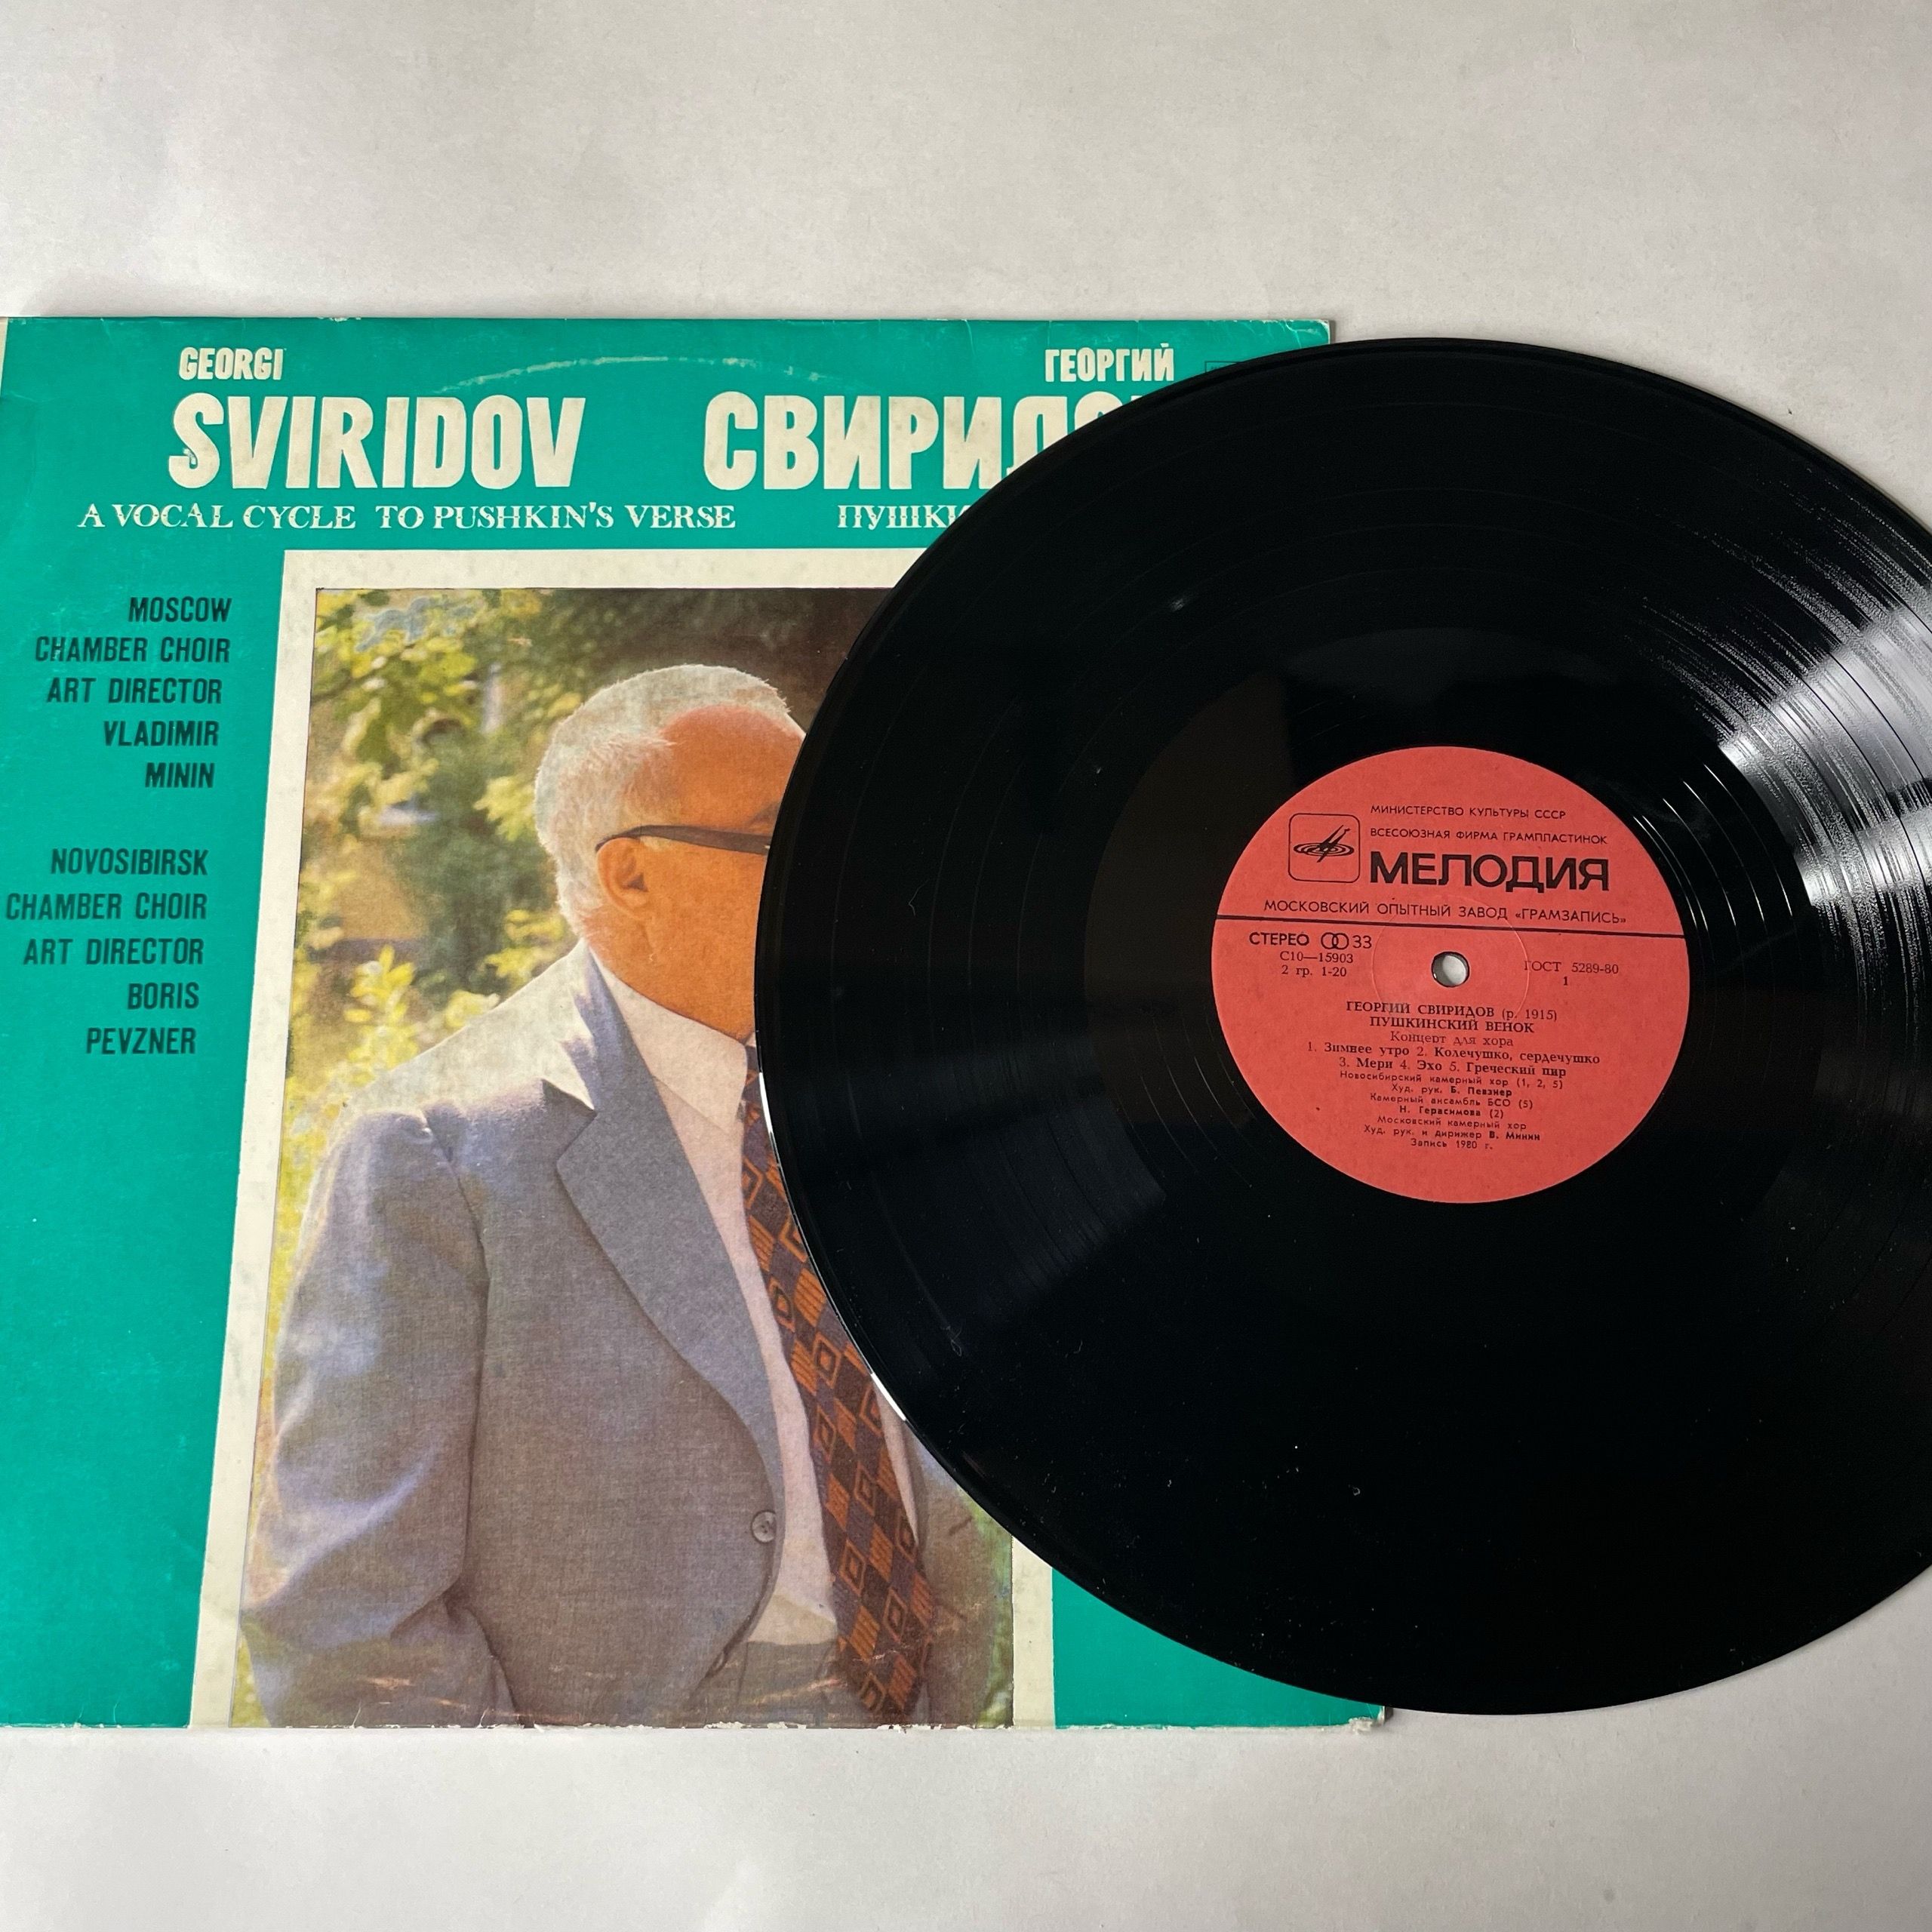 GEORGI
SVIRIDOV
A VOCAL CYCLE TO PUSHKIN'S VERSE
ГЕОРГИЙ
MOSCOW
CHAMBER CHOIR
ART DIRECTOR
VLADIMIR
MININ
NOVOSIBIRSK
CHAMBER CHOIR
ART DIRECTOR
BORIS
PEVZNER
МИНИСТЕРСТВО КУЛЬТУРЫ СССР
ВСЕСОЮЗНАЯ ФИРМА ГРАМПЛАСТИНОК
МЕЛОДИЯ
МОСКОВСКИЙ ОПЫТНЫЙ ЗАВОД «ГРАМЗАПИСЬ»
СТЕРЕО 33
С10—15903
2 гр. 1-20
ГОСТ 5289-80
1
ГЕОРГИЙ СВИРИДОВ (р. 1915)
ПУШКИНСКИЙ ВЕНОК
Концерт для хора
1. Зимнее утро 2. Колечушко, сердечушко
3. Мери 4. Эхо 5. Греческий пир
Новосибирский камерный хор (1, 2, 5)
Худ. рук. Б. Певзнер
Камерный ансамбль БСО (5)
Н. Герасимова (2)
Московский камерный хор
Худ. рук. и дирижер В. Минин
Запись 1980 г.